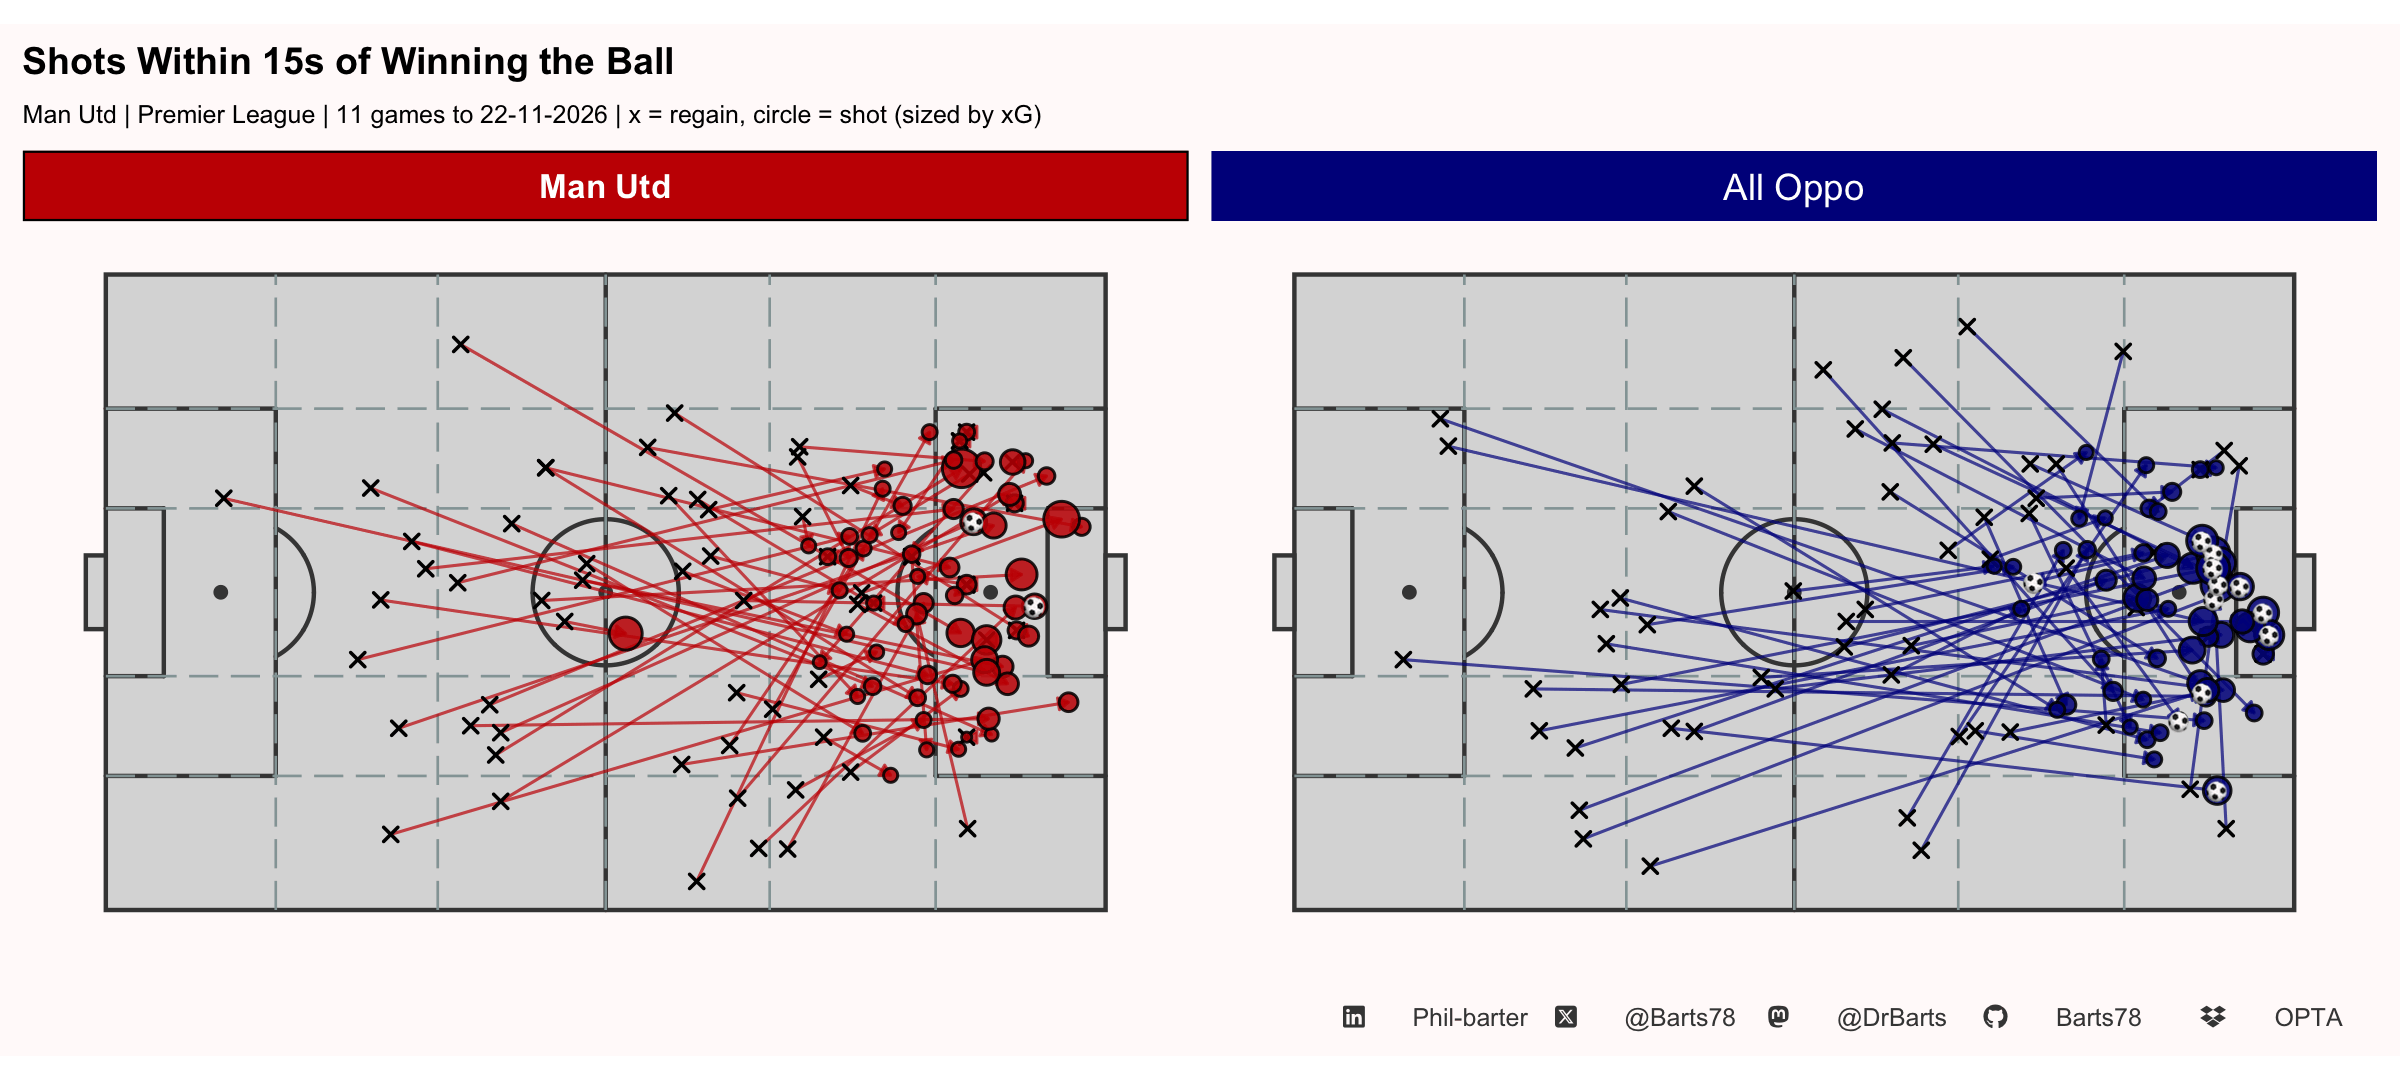 Shots Within 15s of Winning the Ball
Man Utd | Premier League | 11 games to 22-11-2026 | x = regain, circle = shot (sized by xG)
Man Utd
All Oppo
Phil-barter @Barts78 @DrBarts Barts78 OPTA